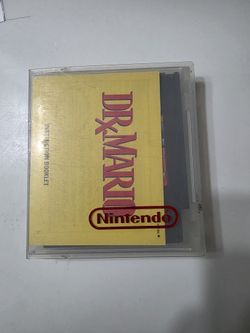 DR. MARIO
Nintendo
INSTRUCTION BOOKLET